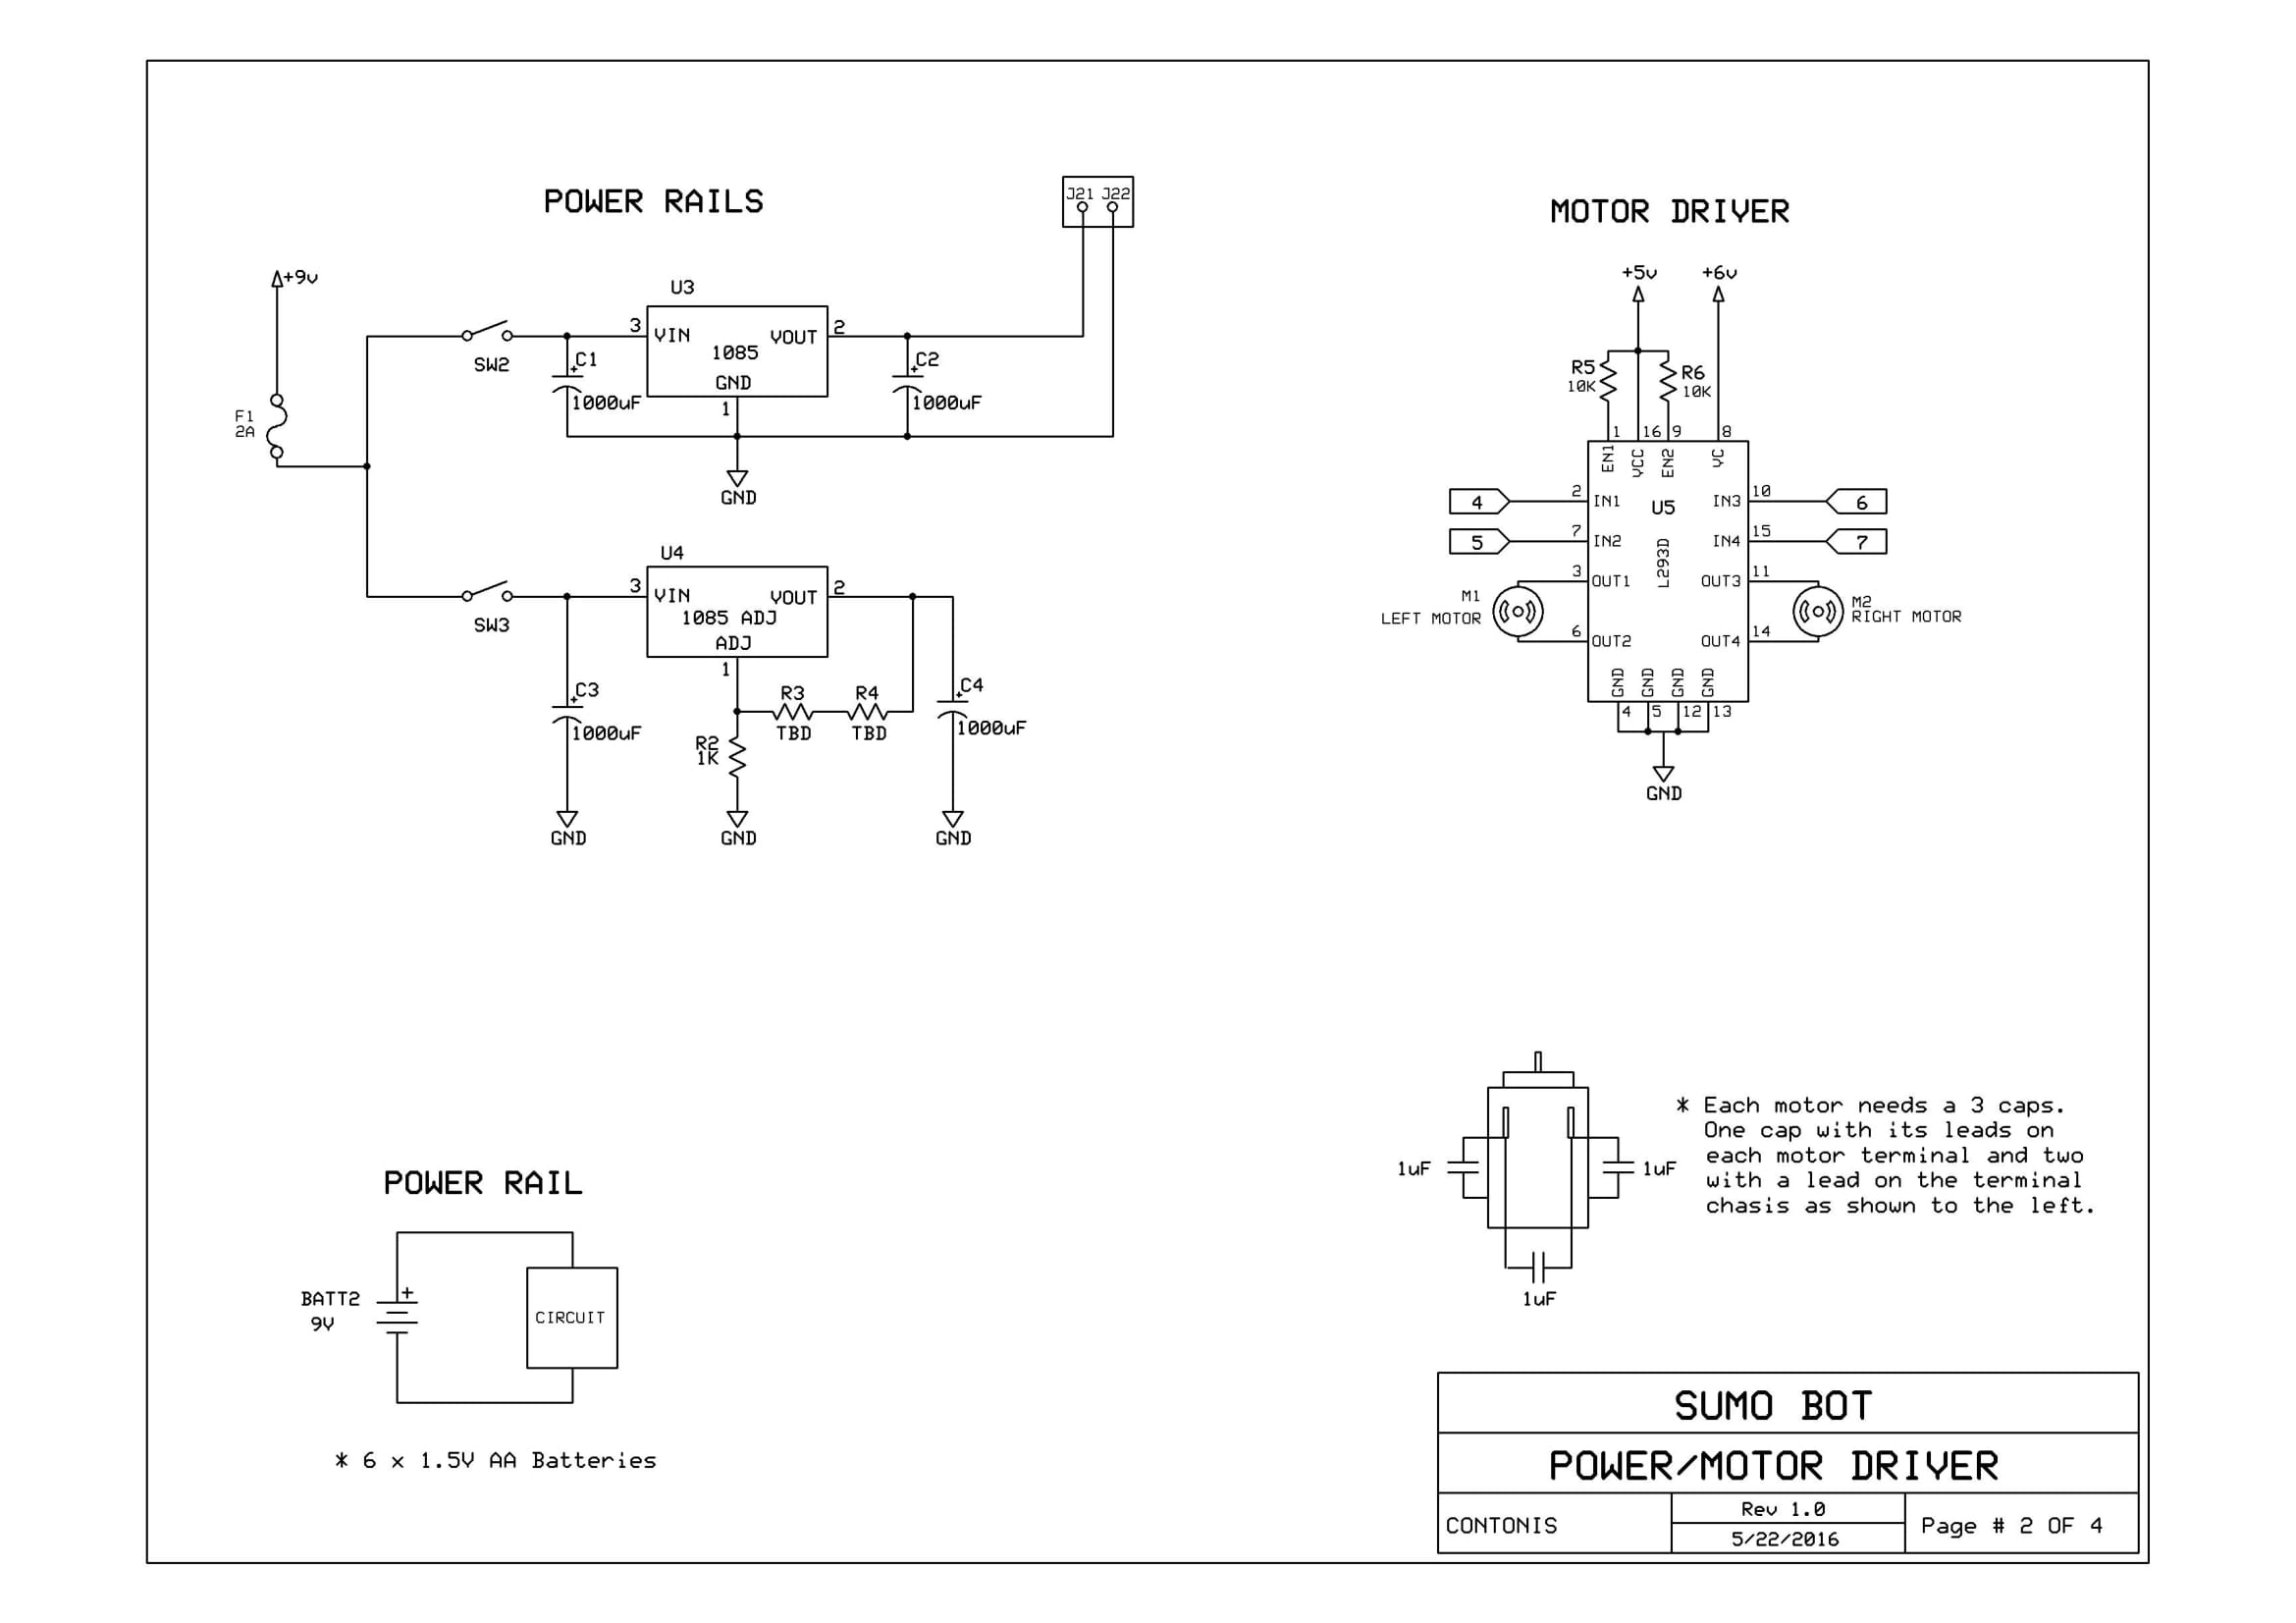 POWER RAILS
J21 J22
+9v
F1
2A
SW2
U3
3
VIN
VOUT
2
1085
GND
1
C1
1000uF
C2
1000uF
GND
SW3
U4
3
VIN
VOUT
2
1085 ADJ
ADJ
1
C3
1000uF
R3
TBD
R4
TBD
R2
1K
C4
1000uF
GND
GND
GND
MOTOR DRIVER
+5v
+6v
R5
10K
R6
10K
1
16
9
8
EN1
VCC
EN2
VC
4
2
IN1
U5
IN3
10
6
5
7
IN2
L293D
IN4
15
7
3
OUT1
OUT3
11
M1
LEFT MOTOR
M2
RIGHT MOTOR
6
OUT2
OUT4
14
GND
GND
GND
GND
4
5
12
13
GND
1uF
1uF
1uF
* Each motor needs a 3 caps.
One cap with its leads on
each motor terminal and two
with a lead on the terminal
chasis as shown to the left.
POWER RAIL
BATT2
9V
+
CIRCUIT
* 6 x 1.5V AA Batteries
SUMO BOT
POWER/MOTOR DRIVER
CONTONIS
Rev 1.0
5/22/2016
Page # 2 OF 4